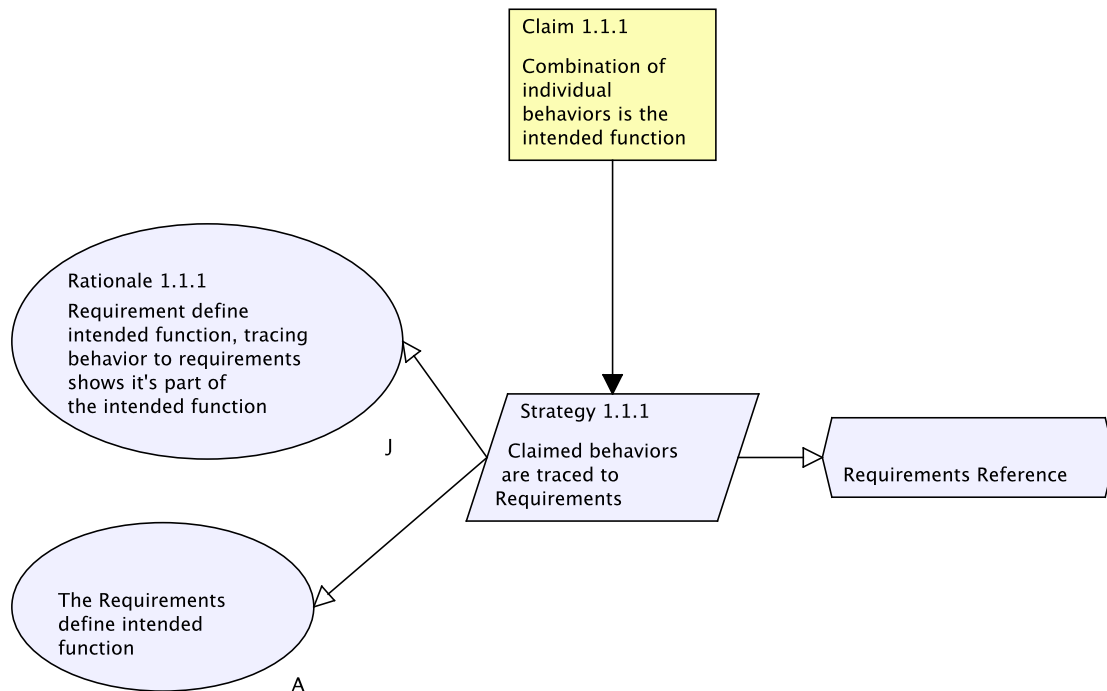 Claim 1.1.1
Combination of
individual
behaviors is the
intended function
Rationale 1.1.1
Requirement define
intended function, tracing
behavior to requirements
shows it's part of
the intended function
J
Strategy 1.1.1
Claimed behaviors
are traced to
Requirements
Requirements Reference
The Requirements
define intended
function
A